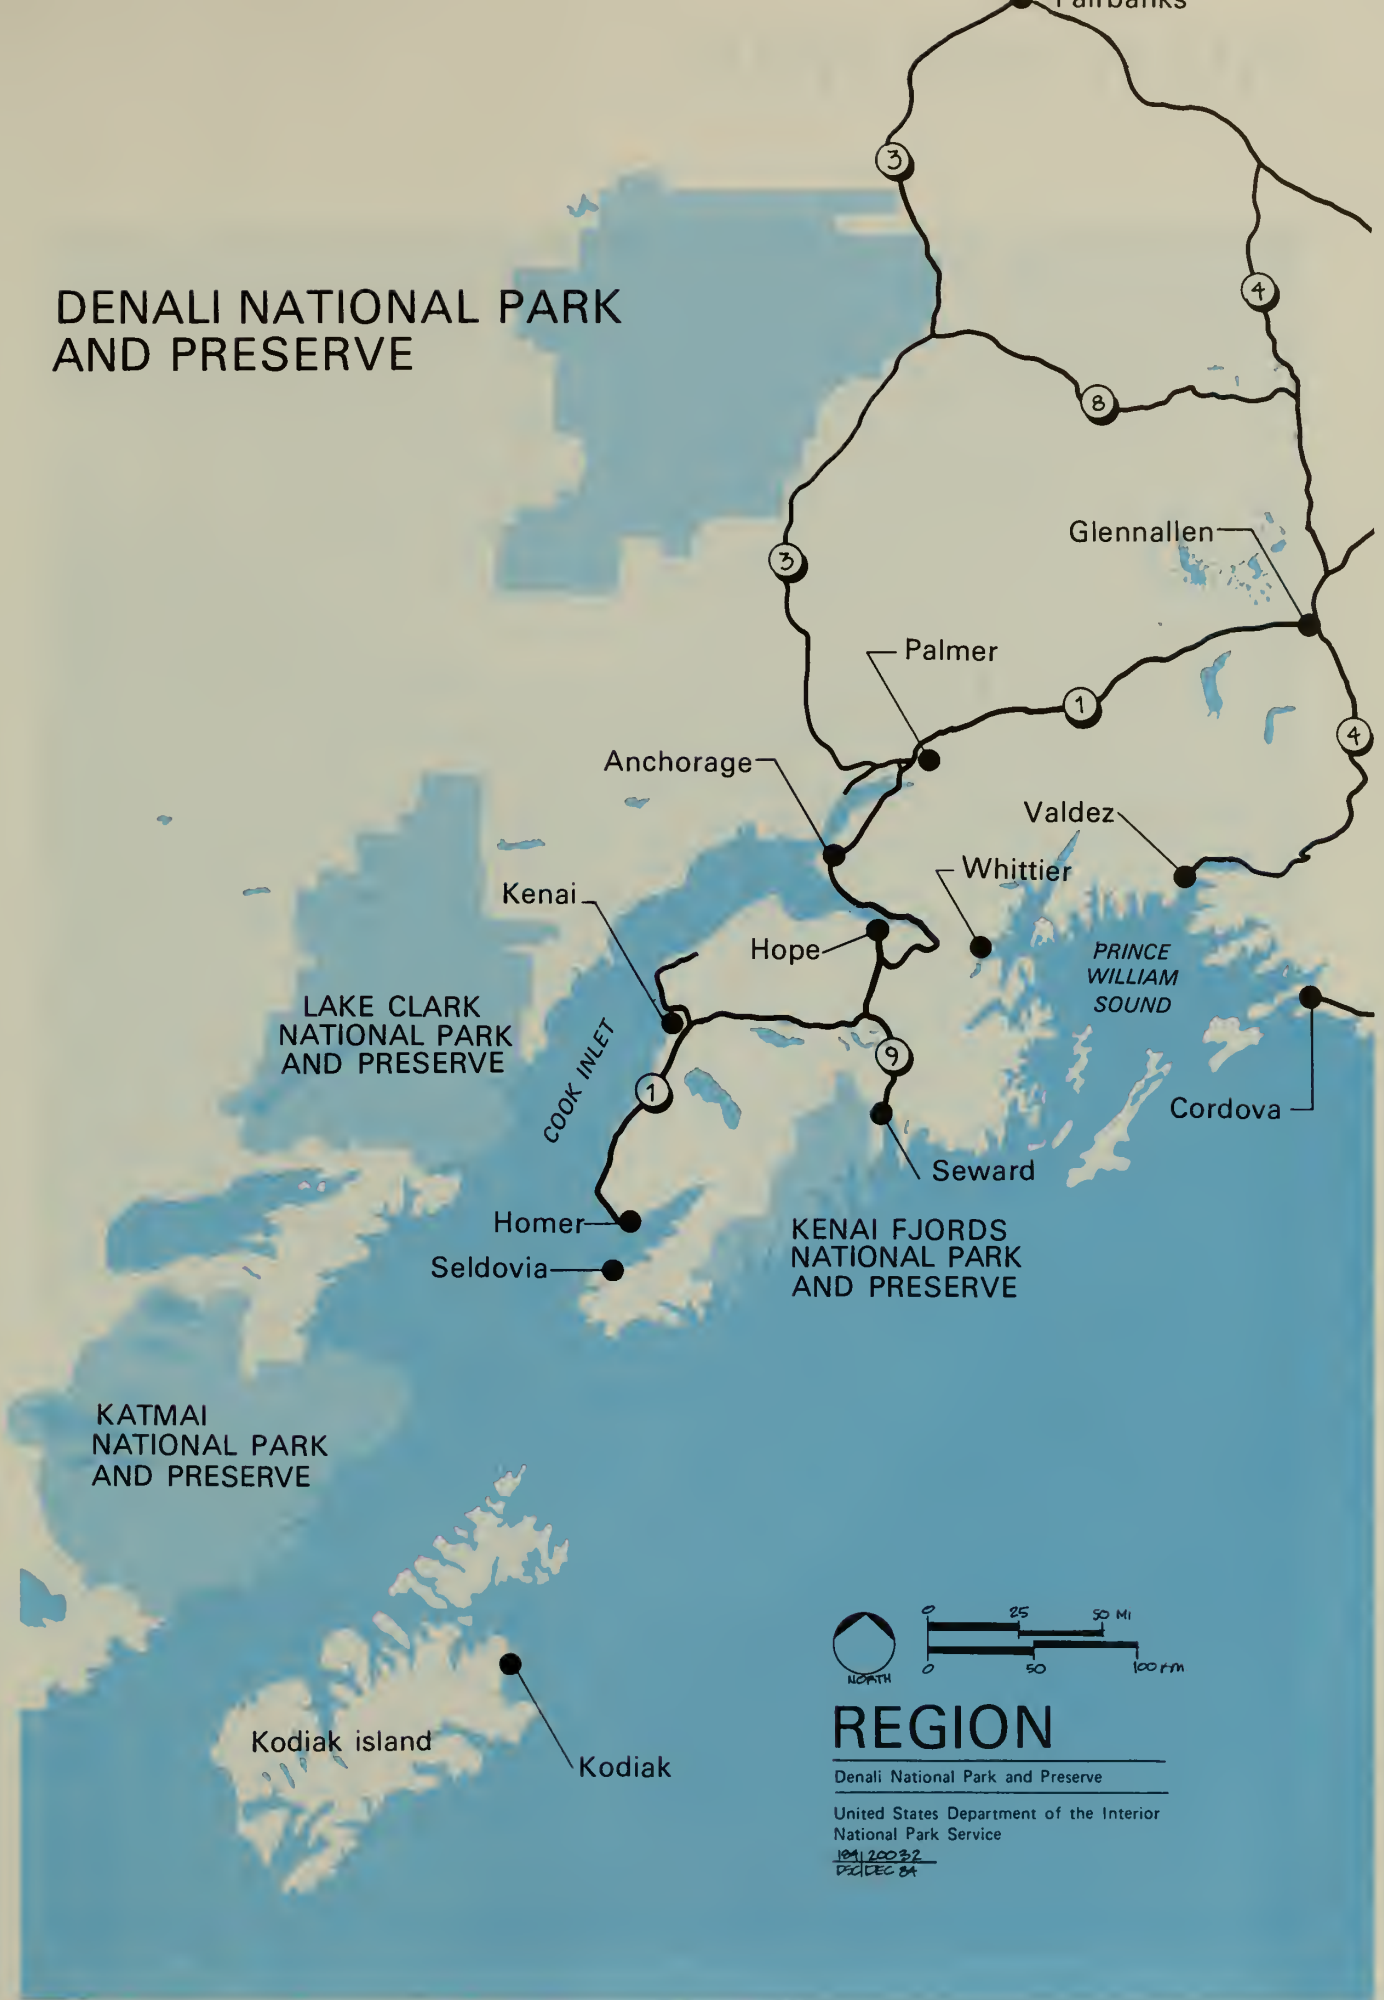 Fairbanks
3
DENALI NATIONAL PARK
AND PRESERVE
4
8
Glennallen
3
Palmer
1
4
Anchorage
Valdez
Whittier
Kenai
Hope
PRINCE
WILLIAM
SOUND
LAKE CLARK
NATIONAL PARK
AND PRESERVE
COOK INLET
9
1
Cordova
Seward
Homer
KENAI FJORDS
NATIONAL PARK
AND PRESERVE
Seldovia
KATMAI
NATIONAL PARK
AND PRESERVE
0 25 50 MI
0 50 100 KM
NORTH
REGION
Kodiak island
Kodiak
Denali National Park and Preserve
United States Department of the Interior
National Park Service
184 20032
DSC DEC 84